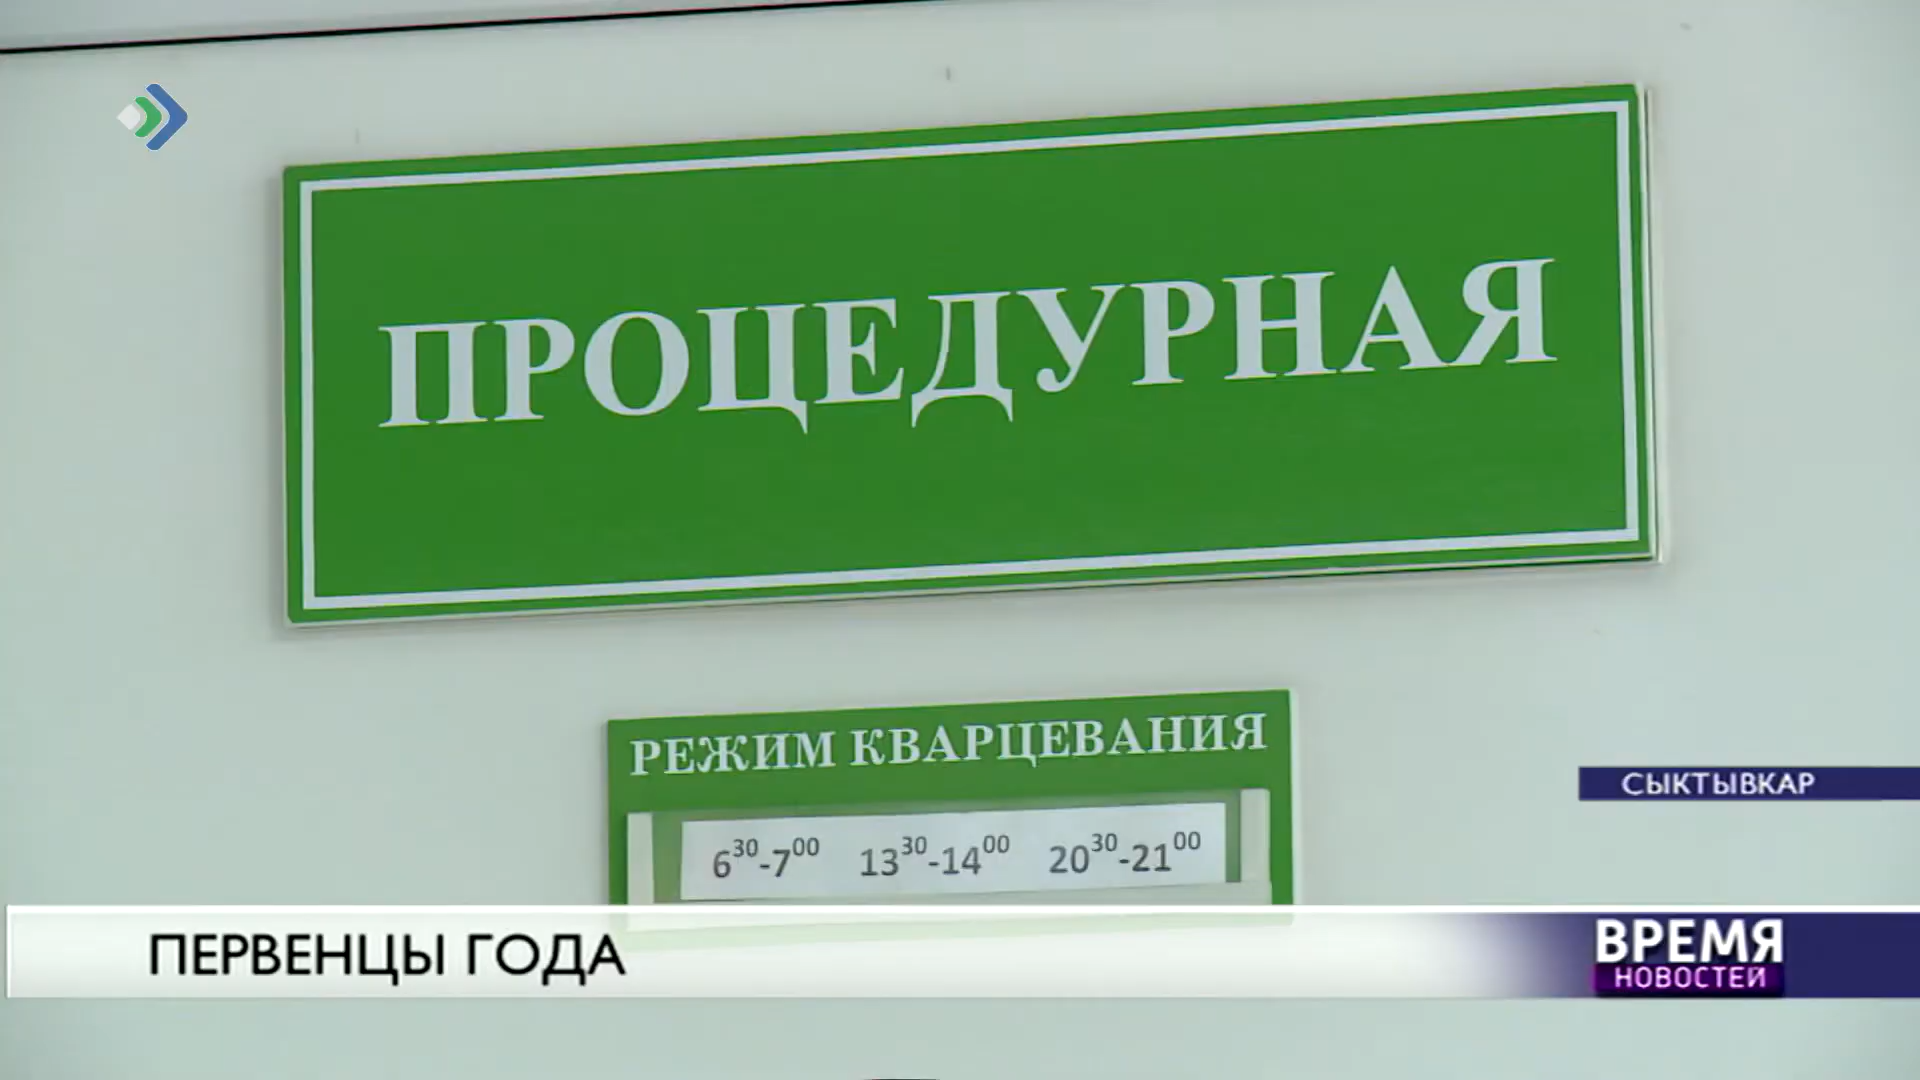 ПРОЦЕДУРНАЯ
РЕЖИМ КВАРЦЕВАНИЯ
6³⁰-7⁰⁰ 13³⁰-14⁰⁰ 20³⁰-21⁰⁰
СЫКТЫВКАР
ПЕРВЕНЦЫ ГОДА
ВРЕМЯ
НОВОСТЕЙ